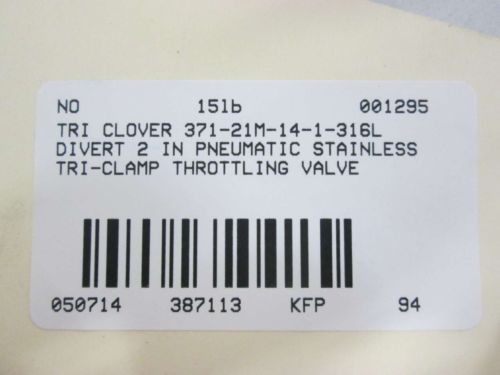 NO 15lb 001295
TRI CLOVER 371-21M-14-1-316L
DIVERT 2 IN PNEUMATIC STAINLESS
TRI-CLAMP THROTTLING VALVE
050714 387113 KFP 94